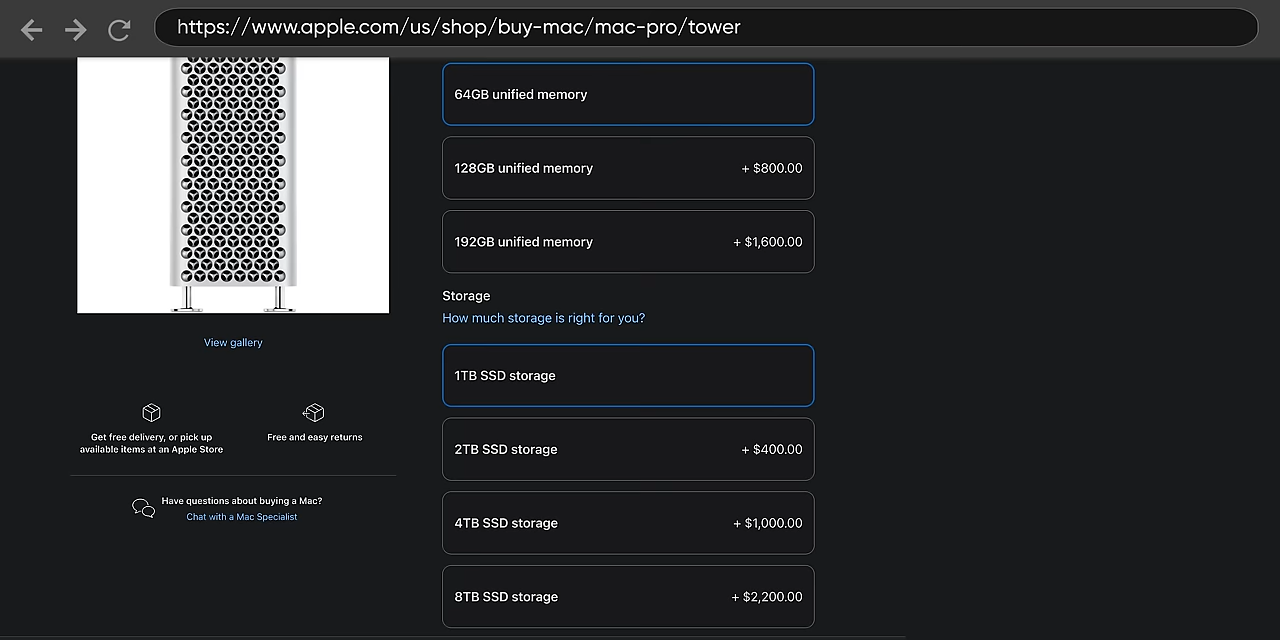 https://www.apple.com/us/shop/buy-mac/mac-pro/tower
64GB unified memory
128GB unified memory + $800.00
192GB unified memory + $1,600.00
Storage
How much storage is right for you?
1TB SSD storage
2TB SSD storage + $400.00
4TB SSD storage + $1,000.00
8TB SSD storage + $2,200.00
View gallery
Get free delivery, or pick up
available items at an Apple Store
Free and easy returns
Have questions about buying a Mac?
Chat with a Mac Specialist